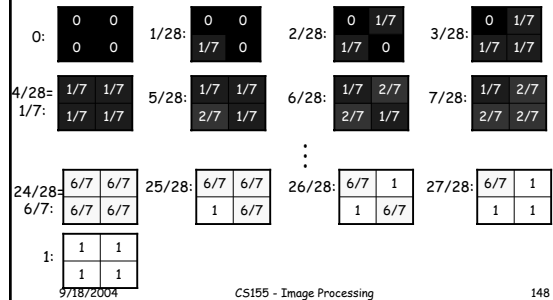 0: 0 0 1/28: 0 0 2/28: 0 1/7 3/28: 0 1/7
0 0 1/7 0 1/7 0 1/7 1/7
4/28= 1/7 1/7 5/28: 1/7 1/7 6/28: 1/7 2/7 7/28: 1/7 2/7
1/7: 1/7 1/7 2/7 1/7 2/7 1/7 2/7 2/7
⋮
24/28= 6/7 6/7 25/28: 6/7 6/7 26/28: 6/7 1 27/28: 6/7 1
6/7: 6/7 6/7 1 6/7 1 6/7 1 1
1: 1 1
1 1
9/18/2004 CS155 - Image Processing 148